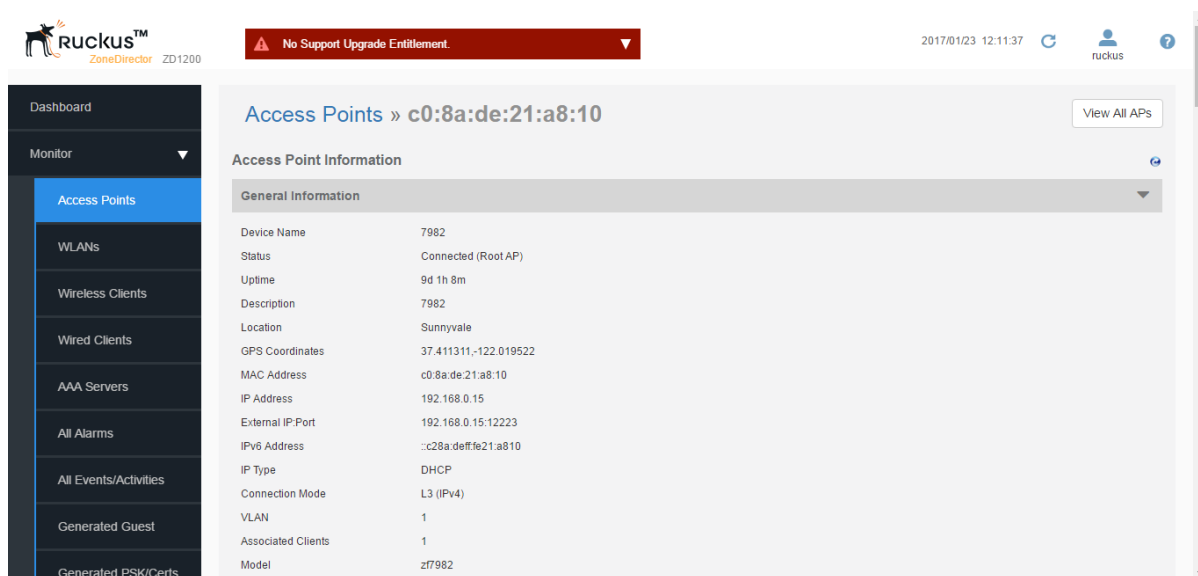 Ruckus™
ZoneDirector ZD1200
No Support Upgrade Entitlement.
2017/01/23 12:11:37
ruckus
Dashboard
Monitor
Access Points
WLANs
Wireless Clients
Wired Clients
AAA Servers
All Alarms
All Events/Activities
Generated Guest
Generated PSK/Certs
Access Points » c0:8a:de:21:a8:10
View All APs
Access Point Information
General Information
Device Name 7982
Status Connected (Root AP)
Uptime 9d 1h 8m
Description 7982
Location Sunnyvale
GPS Coordinates 37.411311,-122.019522
MAC Address c0:8a:de:21:a8:10
IP Address 192.168.0.15
External IP:Port 192.168.0.15:12223
IPv6 Address ::c28a:deff:fe21:a810
IP Type DHCP
Connection Mode L3 (IPv4)
VLAN 1
Associated Clients 1
Model zf7982